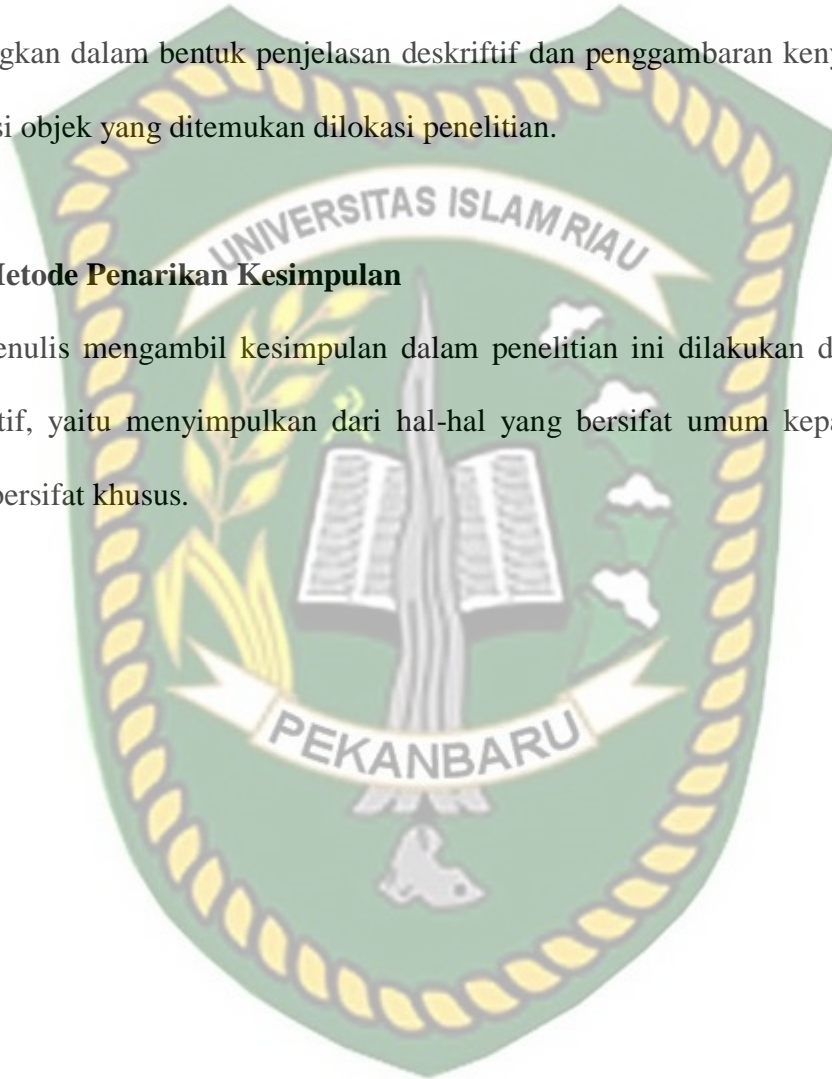 gkan dalam bentuk penjelasan deskriftif dan penggambaran keny
si objek yang ditemukan dilokasi penelitian.
UNIVERSITAS ISLAM RIAU
Metode Penarikan Kesimpulan
enulis mengambil kesimpulan dalam penelitian ini dilakukan d
tif, yaitu menyimpulkan dari hal-hal yang bersifat umum kepa
bersifat khusus.
PEKANBARU